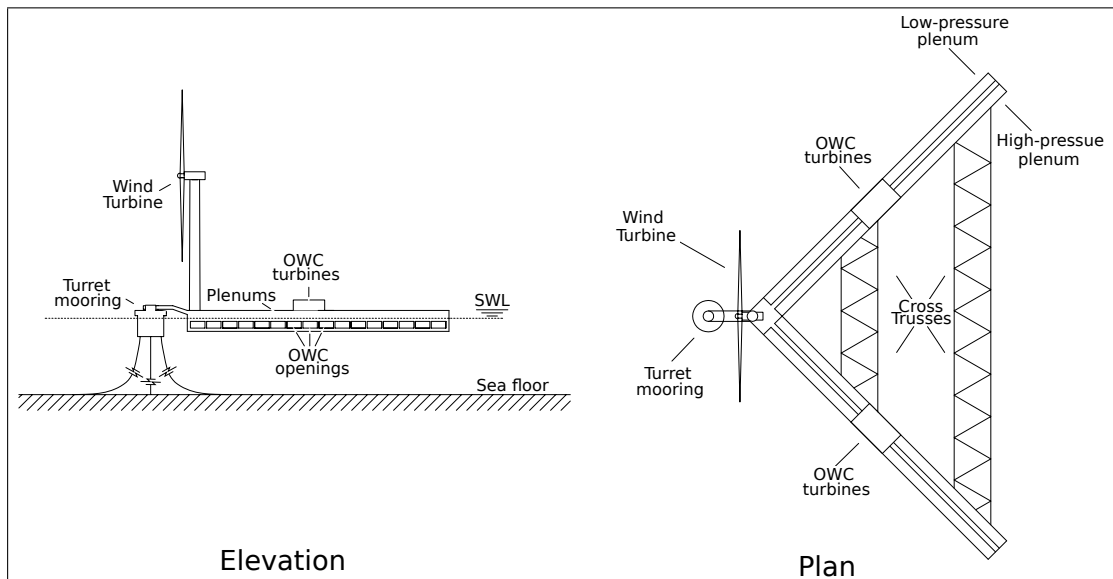 Wind
Turbine
Turret
mooring
Plenums
OWC
turbines
SWL
OWC
openings
Sea floor
Elevation
Low-pressure
plenum
High-pressue
plenum
OWC
turbines
Wind
Turbine
Cross
Trusses
Turret
mooring
OWC
turbines
Plan